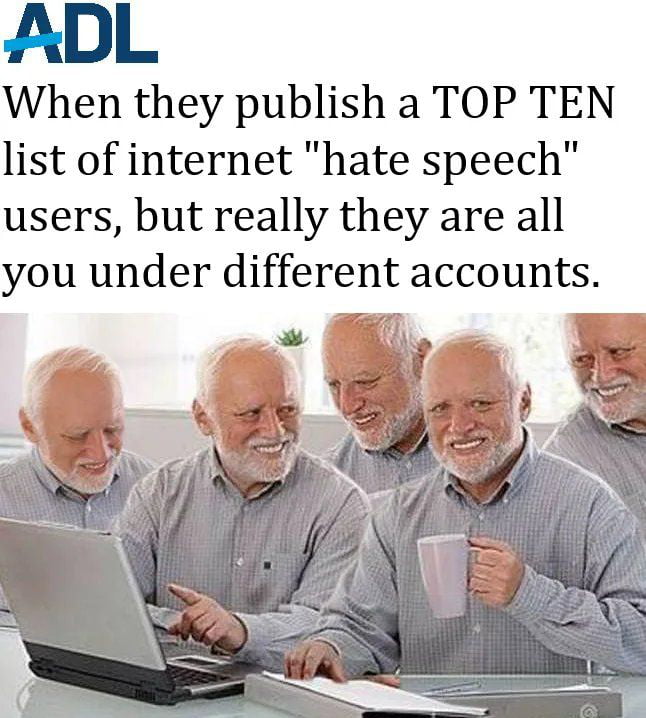 ADL
When they publish a TOP TEN
list of internet "hate speech"
users, but really they are all
you under different accounts.